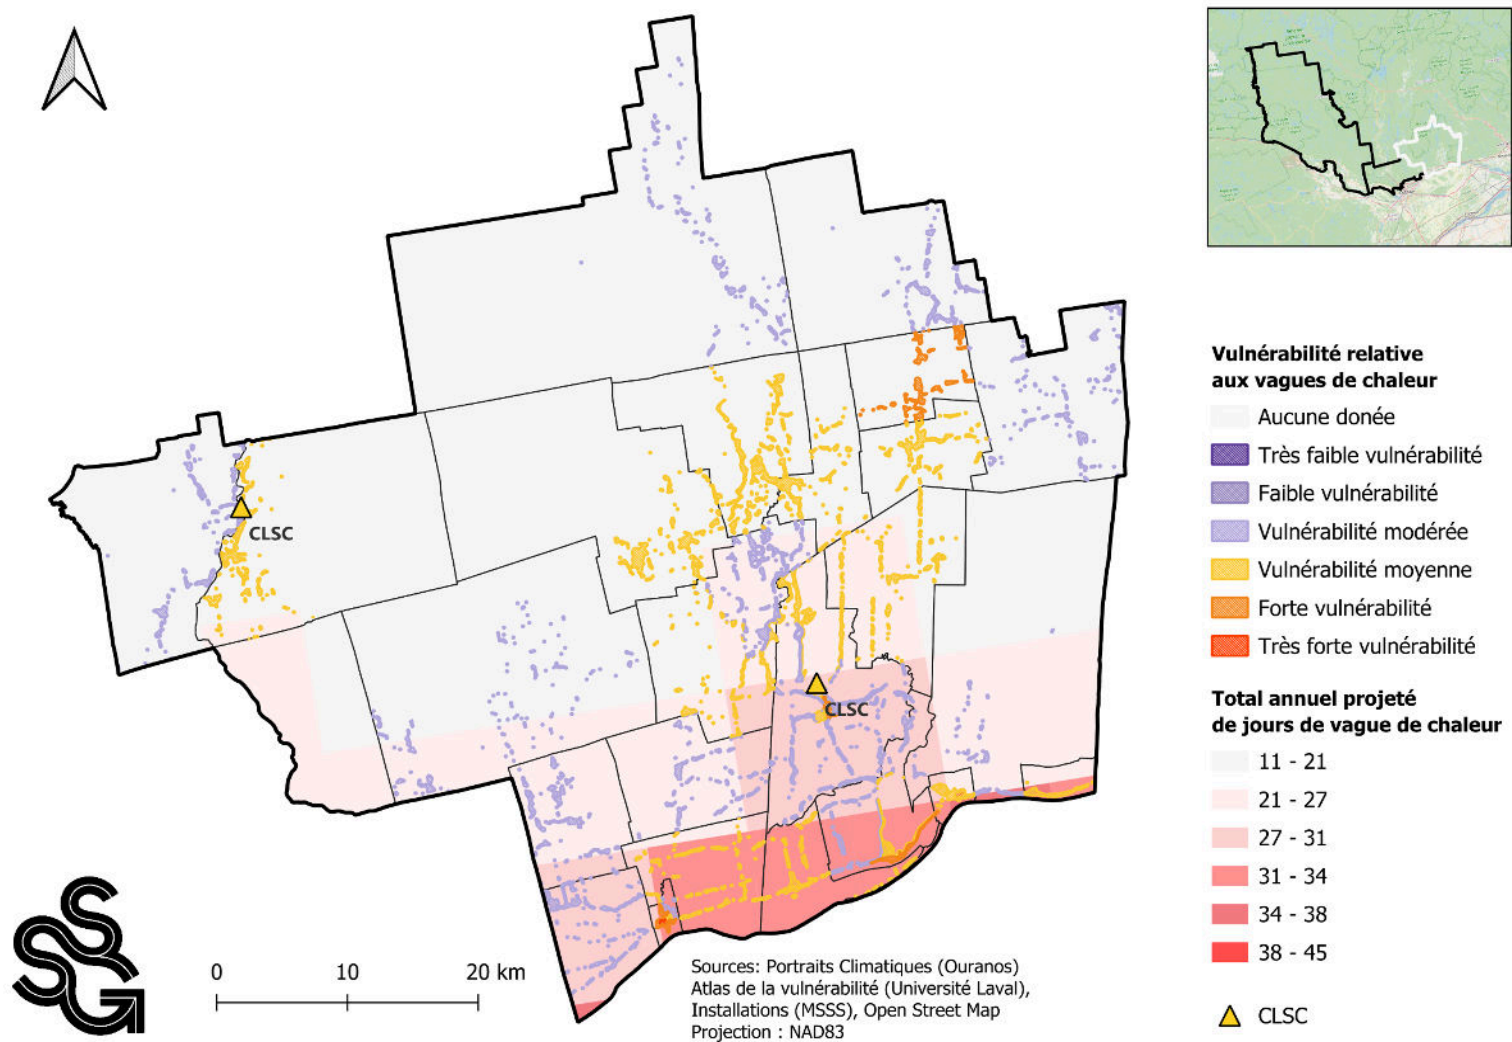 Vulnérabilité relative
aux vagues de chaleur
Aucune donée
Très faible vulnérabilité
Faible vulnérabilité
Vulnérabilité modérée
Vulnérabilité moyenne
Forte vulnérabilité
Très forte vulnérabilité
Total annuel projeté
de jours de vague de chaleur
11 - 21
21 - 27
27 - 31
31 - 34
34 - 38
38 - 45
CLSC
CLSC
CLSC
SSG
0 10 20 km
Sources: Portraits Climatiques (Ouranos)
Atlas de la vulnérabilité (Université Laval),
Installations (MSSS), Open Street Map
Projection : NAD83